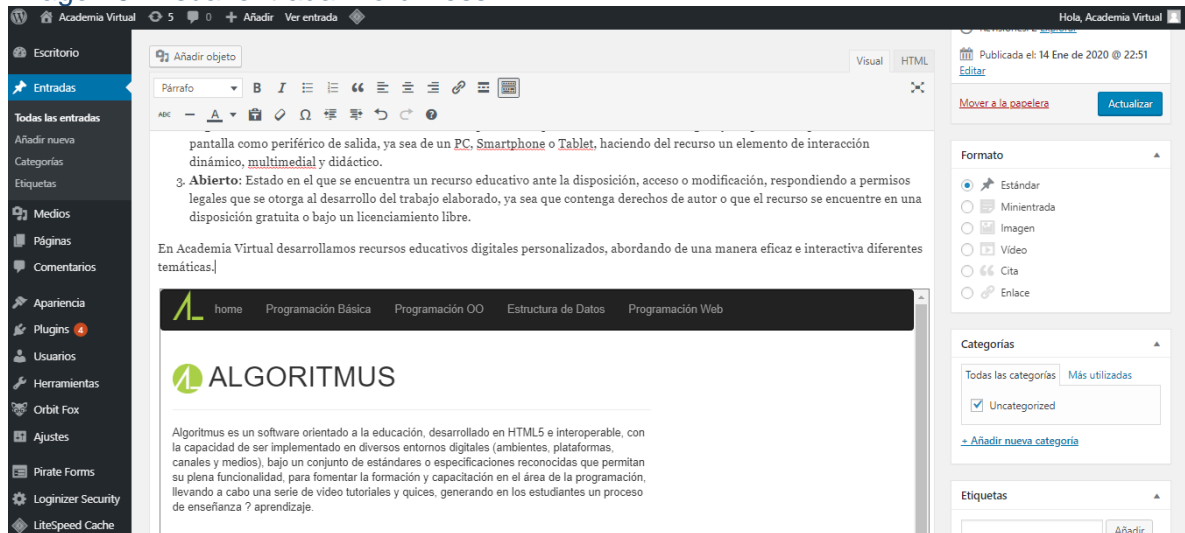 Academia Virtual 5 0 + Añadir Ver entrada Hola, Academia Virtual
Escritorio
Entradas
Todas las entradas
Añadir nueva
Categorías
Etiquetas
Medios
Páginas
Comentarios
Apariencia
Plugins 4
Usuarios
Herramientas
Orbit Fox
Ajustes
Pirate Forms
Loginizer Security
LiteSpeed Cache
Añadir objeto
Visual HTML
Párrafo B I
ABC A
pantalla como periférico de salida, ya sea de un PC, Smartphone o Tablet, haciendo del recurso un elemento de interacción
dinámico, multimedial y didáctico.
3. Abierto: Estado en el que se encuentra un recurso educativo ante la disposición, acceso o modificación, respondiendo a permisos
legales que se otorga al desarrollo del trabajo elaborado, ya sea que contenga derechos de autor o que el recurso se encuentre en una
disposición gratuita o bajo un licenciamiento libre.
En Academia Virtual desarrollamos recursos educativos digitales personalizados, abordando de una manera eficaz e interactiva diferentes
temáticas.
home Programación Básica Programación OO Estructura de Datos Programación Web
ALGORITMUS
Algoritmus es un software orientado a la educación, desarrollado en HTML5 e interoperable, con
la capacidad de ser implementado en diversos entornos digitales (ambientes, plataformas,
canales y medios), bajo un conjunto de estándares o especificaciones reconocidas que permitan
su plena funcionalidad, para fomentar la formación y capacitación en el área de la programación,
llevando a cabo una serie de video tutoriales y quices, generando en los estudiantes un proceso
de enseñanza ? aprendizaje.
Publicada el: 14 Ene de 2020 @ 22:51
Editar
Mover a la papelera Actualizar
Formato
Estándar
Minientrada
Imagen
Vídeo
Cita
Enlace
Categorías
Todas las categorías Más utilizadas
Uncategorized
+ Añadir nueva categoría
Etiquetas
Añadir